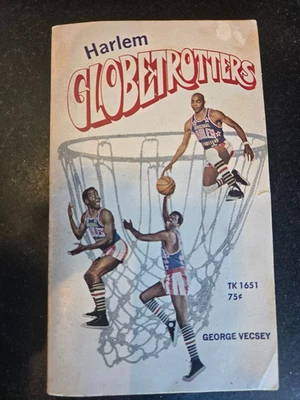 Harlem
GLOBETROTTERS
TK 1651
75¢
GEORGE VECSEY